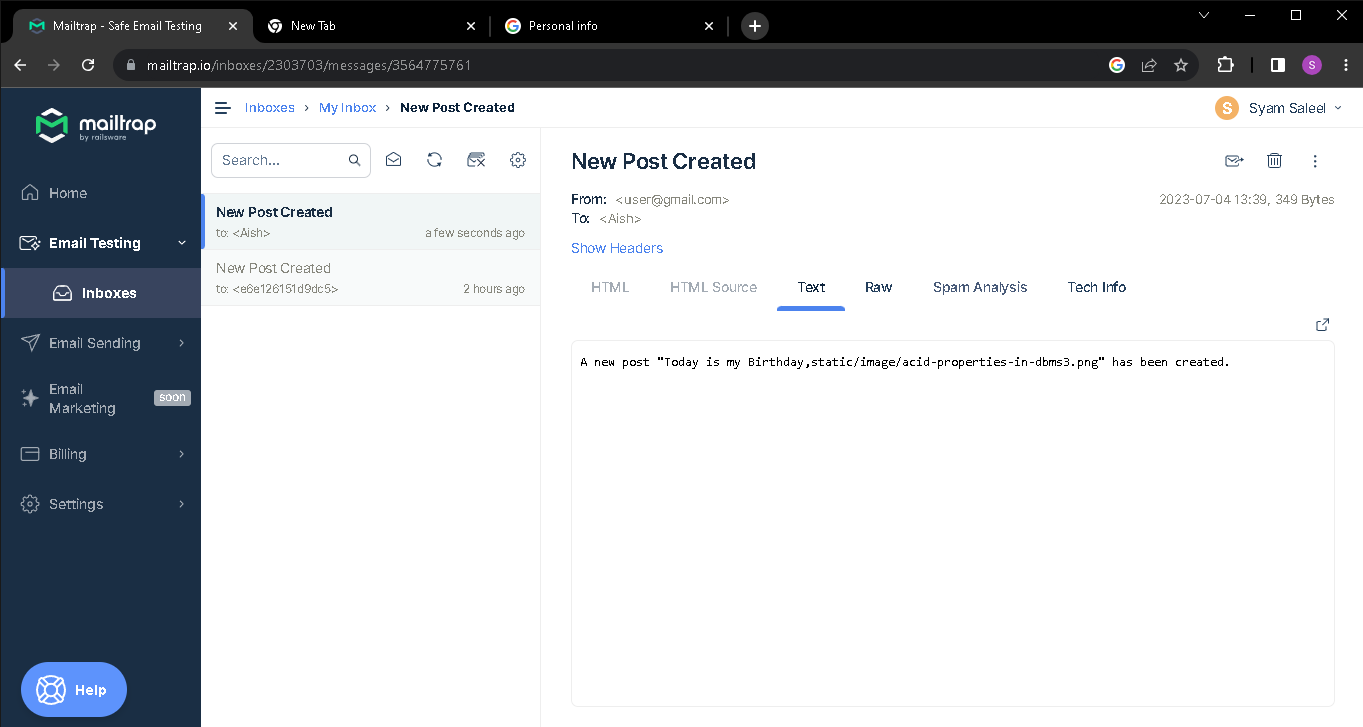 Mailtrap - Safe Email Testing
New Tab
Personal info
mailtrap.io/inboxes/2303703/messages/3564775761
S
mailtrap
by railsware
Home
Email Testing
Inboxes
Email Sending
Email
Marketing
soon
Billing
Settings
Help
Inboxes > My Inbox > New Post Created
S Syam Saleel
Search...
New Post Created
to: <Aish> a few seconds ago
New Post Created
to: <e6e126151d9dc5> 2 hours ago
New Post Created
From: <user@gmail.com> 2023-07-04 13:39, 349 Bytes
To: <Aish>
Show Headers
HTML HTML Source Text Raw Spam Analysis Tech Info
A new post "Today is my Birthday,static/image/acid-properties-in-dbms3.png" has been created.